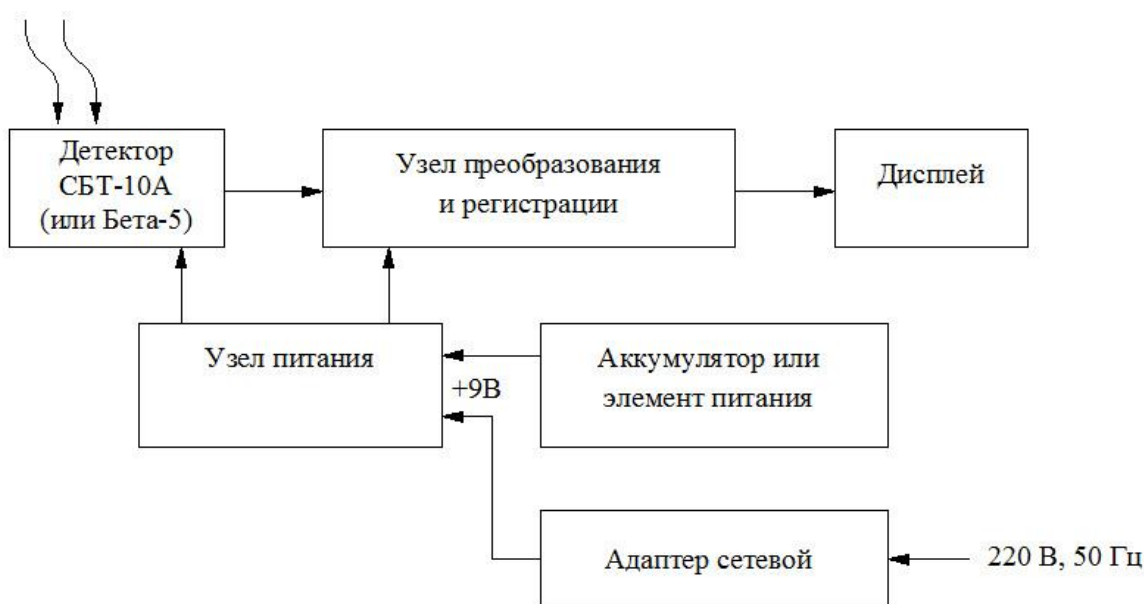 Детектор
СБТ-10А
(или Бета-5)
Узел преобразования
и регистрации
Дисплей
Узел питания
+9В
Аккумулятор или
элемент питания
Адаптер сетевой
220 В, 50 Гц